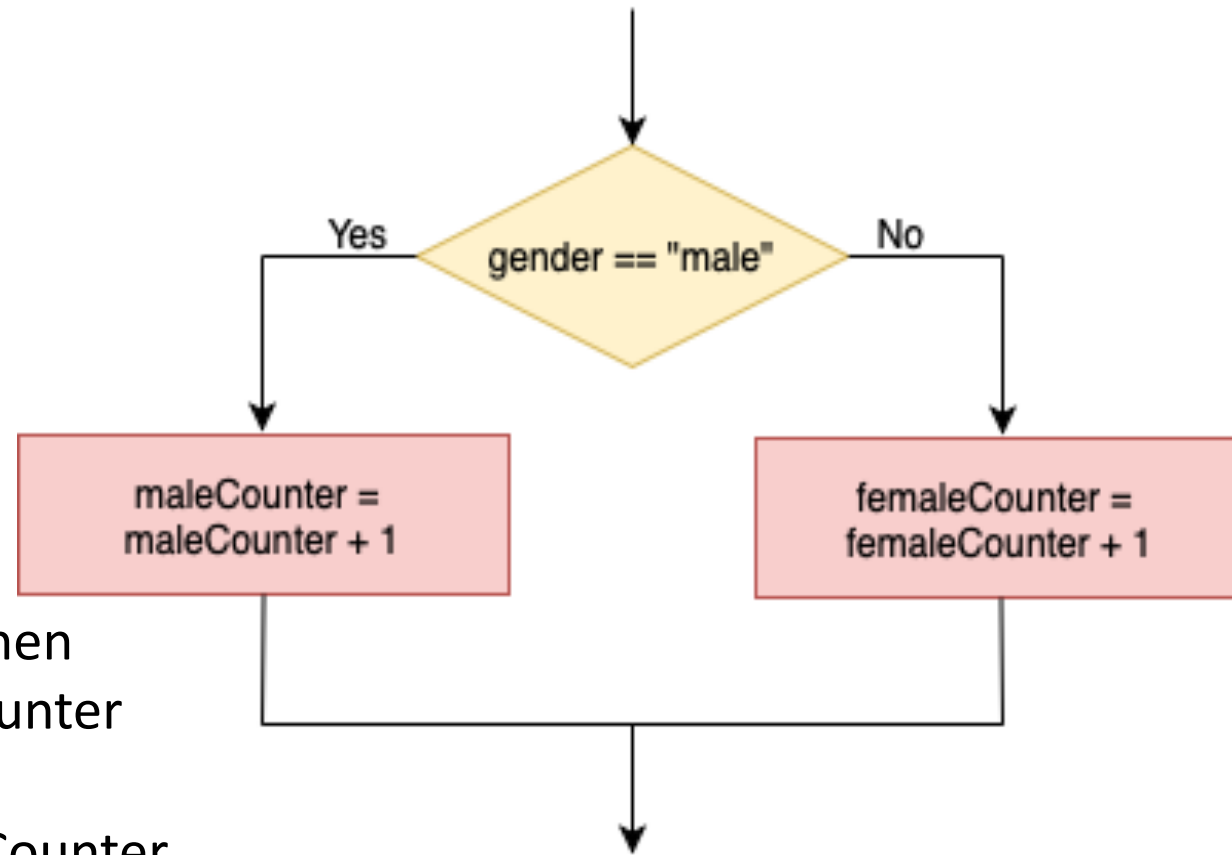 Yes
gender == "male"
No
maleCounter =
maleCounter + 1
femaleCounter =
femaleCounter + 1